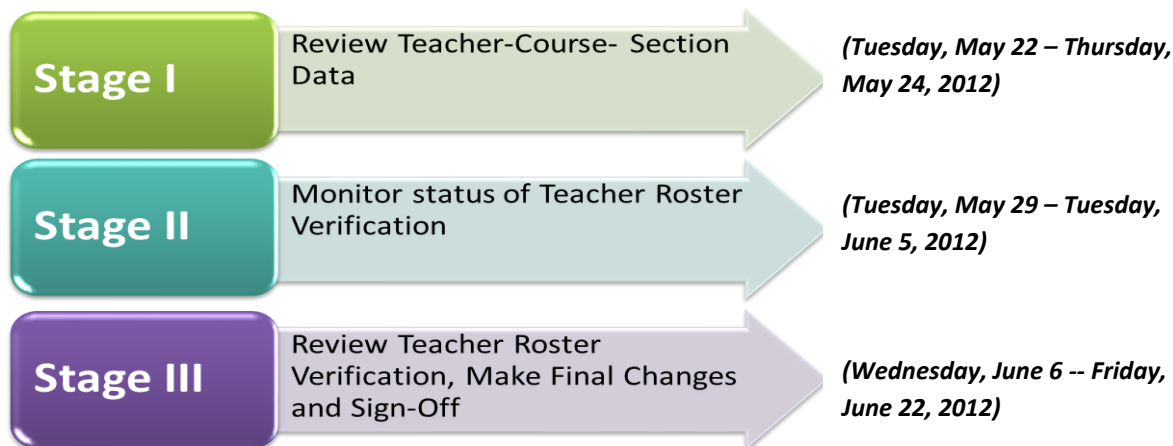 Stage I
Review Teacher-Course- Section
Data
(Tuesday, May 22 – Thursday,
May 24, 2012)
Stage II
Monitor status of Teacher Roster
Verification
(Tuesday, May 29 – Tuesday,
June 5, 2012)
Stage III
Review Teacher Roster
Verification, Make Final Changes
and Sign-Off
(Wednesday, June 6 -- Friday,
June 22, 2012)